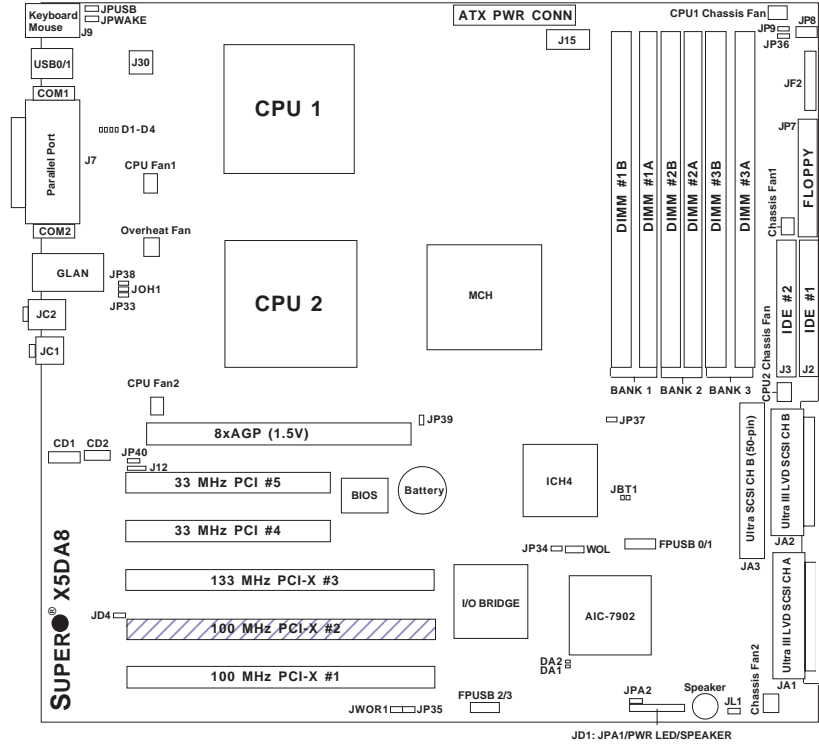 Keyboard
Mouse
J9
JPUSB
JPWAKE
ATX PWR CONN
CPU1 Chassis Fan
JP9
JP8
JP36
J15
USB0/1
J30
JF2
COM1
CPU 1
D1-D4
JP7
Parallel Port
J7
CPU Fan1
FLOPPY
DIMM #1B
DIMM #1A
DIMM #2B
DIMM #2A
DIMM #3B
DIMM #3A
Chassis Fan1
COM2
Overheat Fan
GLAN
JP38
JOH1
JP33
CPU 2
MCH
IDE #2
IDE #1
JC2
JC1
J3
J2
CPU2 Chassis Fan
CPU Fan2
BANK 1
BANK 2
BANK 3
JP39
JP37
8xAGP (1.5V)
CD1
CD2
JP40
J12
33 MHz PCI #5
BIOS
Battery
ICH4
JBT1
Ultra SCSI CH B (50-pin)
Ultra III LVD SCSI CH B
33 MHz PCI #4
JP34
WOL
FPUSB 0/1
JA2
JA3
133 MHz PCI-X #3
I/O BRIDGE
AIC-7902
Ultra III LVD SCSI CH A
JD4
100 MHz PCI-X #2
SUPER® X5DA8
DA2
DA1
100 MHz PCI-X #1
JWOR1
JP35
FPUSB 2/3
JPA2
Speaker
JL1
Chassis Fan2
JA1
JD1: JPA1/PWR LED/SPEAKER